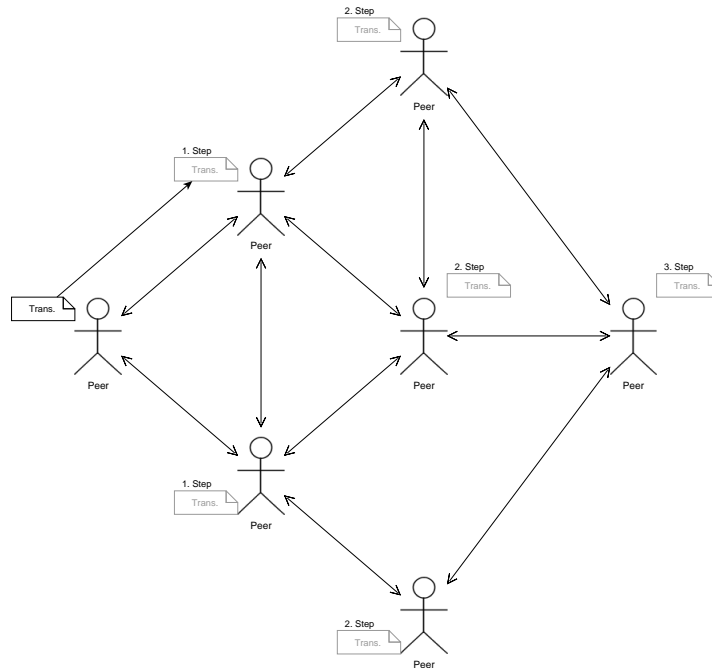 2. Step
Trans.
Peer
1. Step
Trans.
Peer
2. Step
Trans.
3. Step
Trans.
Trans.
Peer
Peer
Peer
1. Step
Trans.
Peer
2. Step
Trans.
Peer